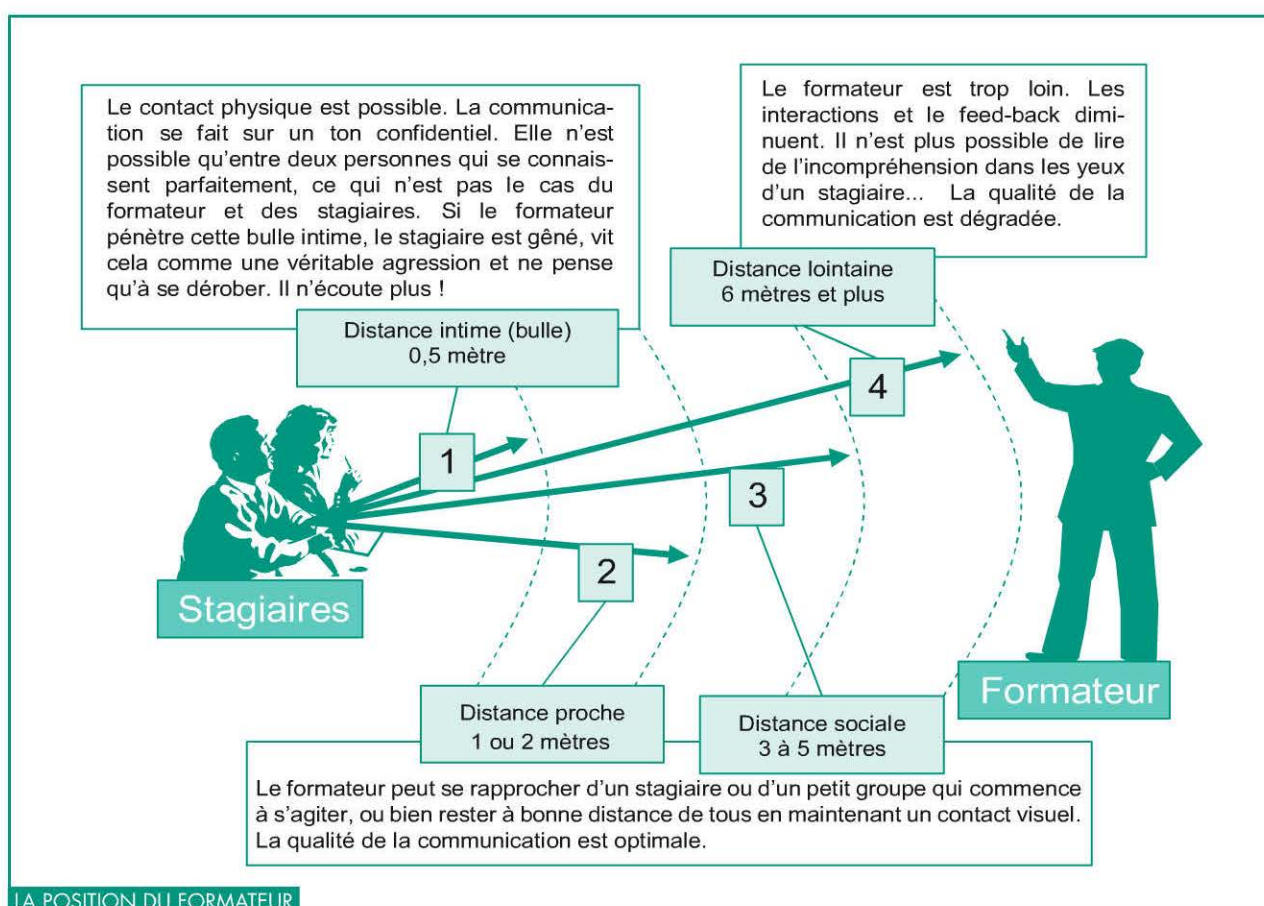 Le contact physique est possible. La communica-
tion se fait sur un ton confidentiel. Elle n'est
possible qu'entre deux personnes qui se connais-
sent parfaitement, ce qui n'est pas le cas du
formateur et des stagiaires. Si le formateur
pénètre cette bulle intime, le stagiaire est gêné, vit
cela comme une véritable agression et ne pense
qu'à se dérober. Il n'écoute plus !
Le formateur est trop loin. Les
interactions et le feed-back dimi-
nuent. Il n'est plus possible de lire
de l'incompréhension dans les yeux
d'un stagiaire... La qualité de la
communication est dégradée.
Distance intime (bulle)
0,5 mètre
Distance lointaine
6 mètres et plus
1
4
3
2
Stagiaires
Formateur
Distance proche
1 ou 2 mètres
Distance sociale
3 à 5 mètres
Le formateur peut se rapprocher d'un stagiaire ou d'un petit groupe qui commence
à s'agiter, ou bien rester à bonne distance de tous en maintenant un contact visuel.
La qualité de la communication est optimale.
LA POSITION DU FORMATEUR